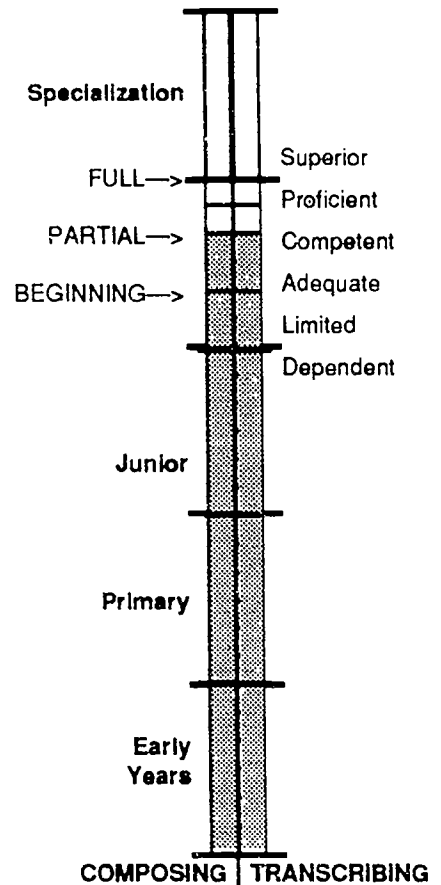 Specialization
Superior
FULL—>
Proficient
PARTIAL—>
Competent
Adequate
BEGINNING—>
Limited
Dependent
Junior
Primary
Early
Years
COMPOSING | TRANSCRIBING